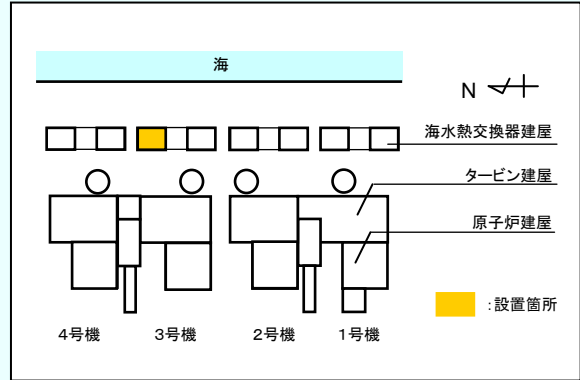 海
N
海水熱交換器建屋
タービン建屋
原子炉建屋
:設置箇所
4号機 3号機 2号機 1号機